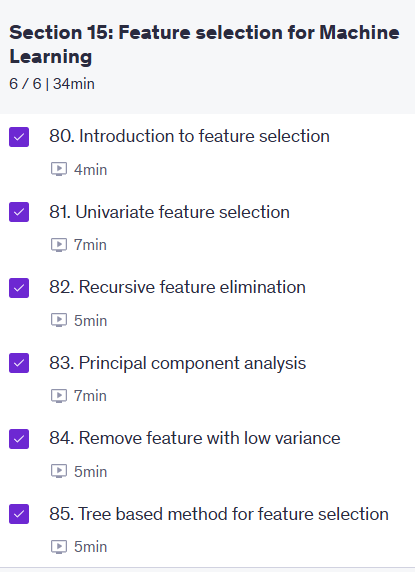 Section 15: Feature selection for Machine
Learning
6 / 6 | 34min
80. Introduction to feature selection
4min
81. Univariate feature selection
7min
82. Recursive feature elimination
5min
83. Principal component analysis
7min
84. Remove feature with low variance
5min
85. Tree based method for feature selection
5min